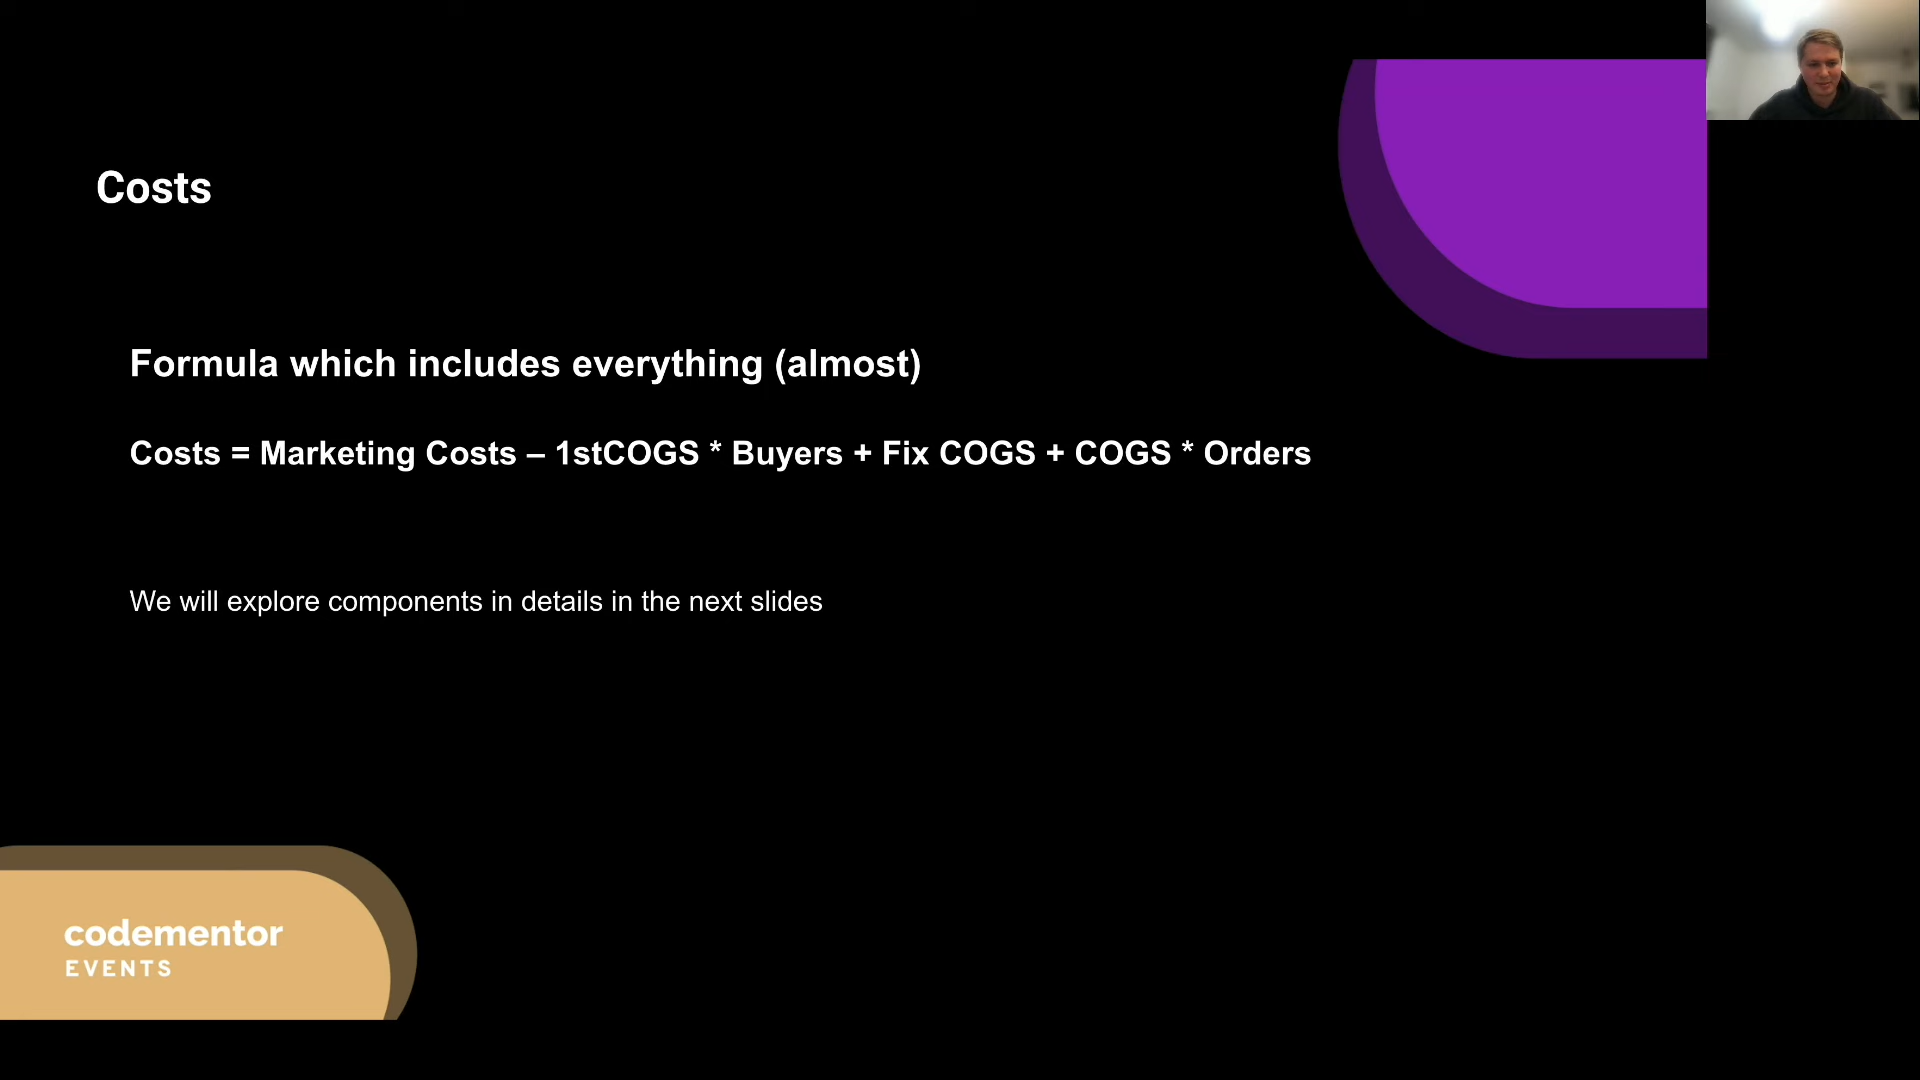 Costs
Formula which includes everything (almost)
Costs = Marketing Costs – 1stCOGS * Buyers + Fix COGS + COGS * Orders
We will explore components in details in the next slides
codementor
EVENTS